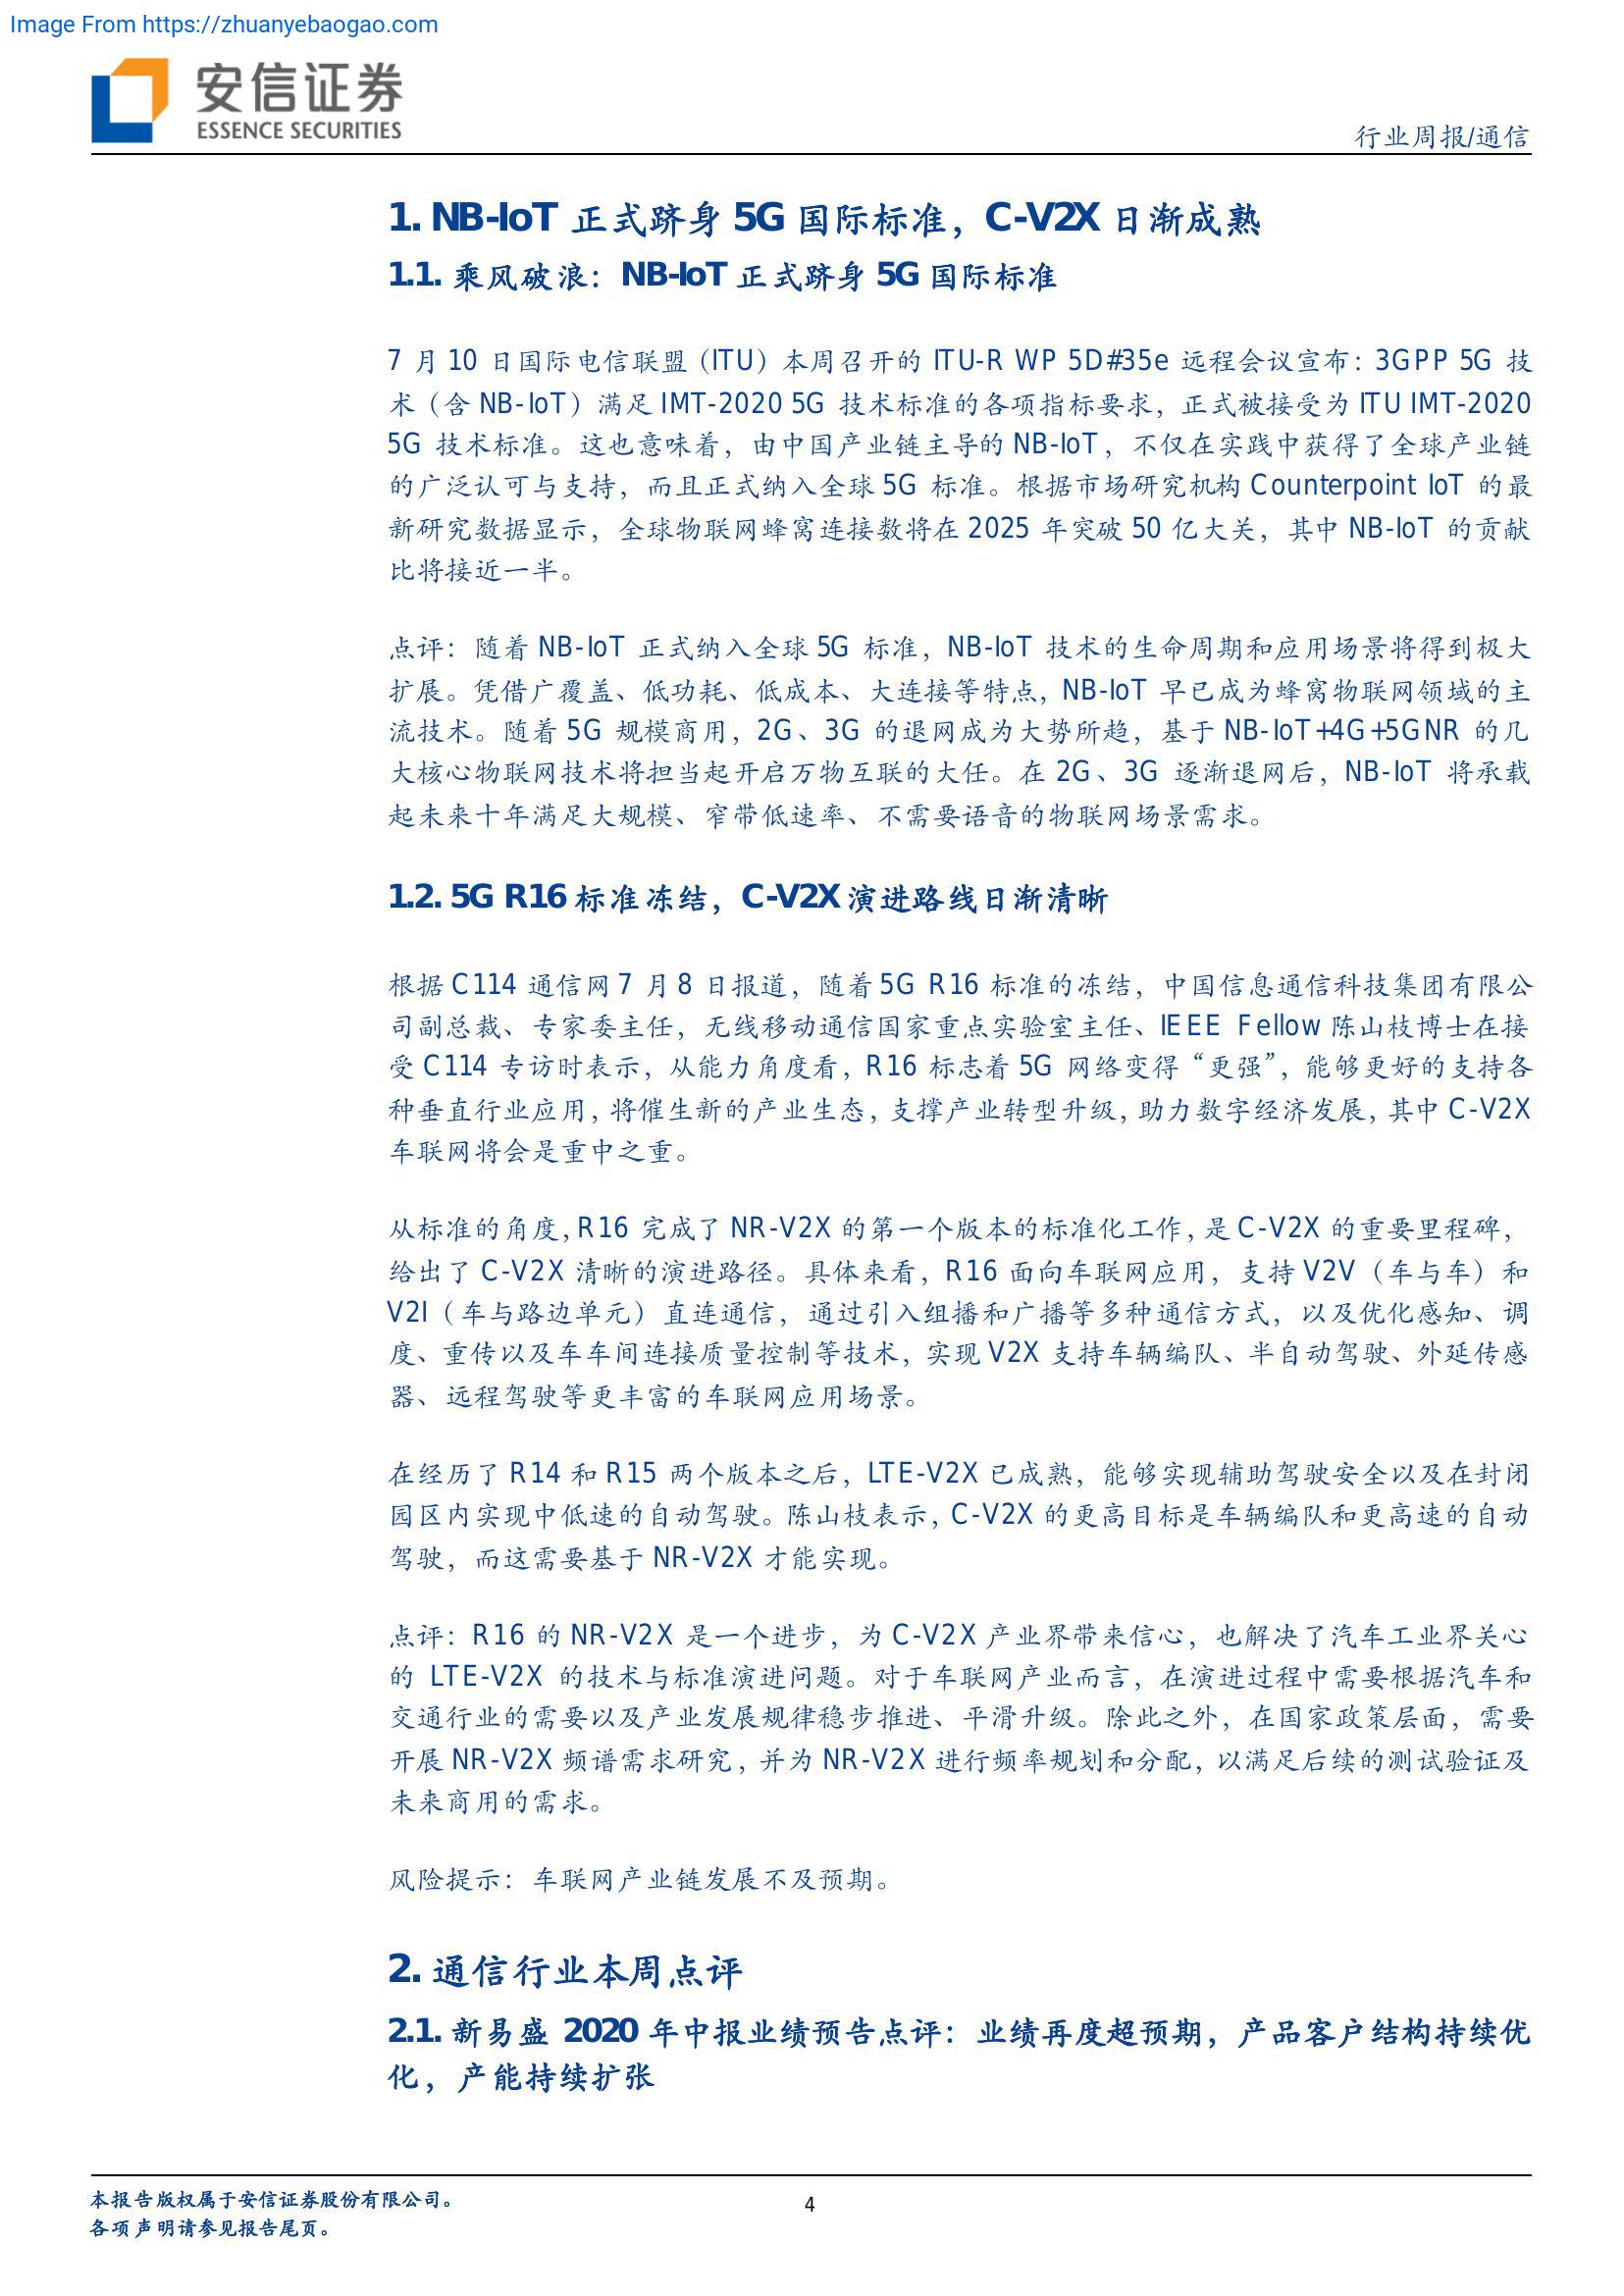 Image From https://zhuanyebaogao.com
安信证券
ESSENCE SECURITIES
行业周报/通信
1. NB-IoT 正式跻身 5G 国际标准，C-V2X 日渐成熟
1.1. 乘风破浪：NB-IoT 正式跻身 5G 国际标准
7 月 10 日国际电信联盟（ITU）本周召开的 ITU-R WP 5D#35e 远程会议宣布：3GPP 5G 技
术（含 NB-IoT）满足 IMT-2020 5G 技术标准的各项指标要求，正式被接受为 ITU IMT-2020
5G 技术标准。这也意味着，由中国产业链主导的 NB-IoT，不仅在实践中获得了全球产业链
的广泛认可与支持，而且正式纳入全球 5G 标准。根据市场研究机构 Counterpoint IoT 的最
新研究数据显示，全球物联网蜂窝连接数将在 2025 年突破 50 亿大关，其中 NB-IoT 的贡献
比将接近一半。
点评：随着 NB-IoT 正式纳入全球 5G 标准，NB-IoT 技术的生命周期和应用场景将得到极大
扩展。凭借广覆盖、低功耗、低成本、大连接等特点，NB-IoT 早已成为蜂窝物联网领域的主
流技术。随着 5G 规模商用，2G、3G 的退网成为大势所趋，基于 NB-IoT+4G+5GNR 的几
大核心物联网技术将担当起开启万物互联的大任。在 2G、3G 逐渐退网后，NB-IoT 将承载
起未来十年满足大规模、窄带低速率、不需要语音的物联网场景需求。
1.2. 5G R16 标准冻结，C-V2X 演进路线日渐清晰
根据 C114 通信网 7 月 8 日报道，随着 5G R16 标准的冻结，中国信息通信科技集团有限公
司副总裁、专家委主任，无线移动通信国家重点实验室主任、IEEE Fellow 陈山枝博士在接
受 C114 专访时表示，从能力角度看，R16 标志着 5G 网络变得“更强”，能够更好的支持各
种垂直行业应用，将催生新的产业生态，支撑产业转型升级，助力数字经济发展，其中 C-V2X
车联网将会是重中之重。
从标准的角度，R16 完成了 NR-V2X 的第一个版本的标准化工作，是 C-V2X 的重要里程碑，
给出了 C-V2X 清晰的演进路径。具体来看，R16 面向车联网应用，支持 V2V（车与车）和
V2I（车与路边单元）直连通信，通过引入组播和广播等多种通信方式，以及优化感知、调
度、重传以及车车间连接质量控制等技术，实现 V2X 支持车辆编队、半自动驾驶、外延传感
器、远程驾驶等更丰富的车联网应用场景。
在经历了 R14 和 R15 两个版本之后，LTE-V2X 已成熟，能够实现辅助驾驶安全以及在封闭
园区内实现中低速的自动驾驶。陈山枝表示，C-V2X 的更高目标是车辆编队和更高速的自动
驾驶，而这需要基于 NR-V2X 才能实现。
点评：R16 的 NR-V2X 是一个进步，为 C-V2X 产业界带来信心，也解决了汽车工业界关心
的 LTE-V2X 的技术与标准演进问题。对于车联网产业而言，在演进过程中需要根据汽车和
交通行业的需要以及产业发展规律稳步推进、平滑升级。除此之外，在国家政策层面，需要
开展 NR-V2X 频谱需求研究，并为 NR-V2X 进行频率规划和分配，以满足后续的测试验证及
未来商用的需求。
风险提示：车联网产业链发展不及预期。
2. 通信行业本周点评
2.1. 新易盛 2020 年中报业绩预告点评：业绩再度超预期，产品客户结构持续优
化，产能持续扩张
本报告版权属于安信证券股份有限公司。
4
各项声明请参见报告尾页。